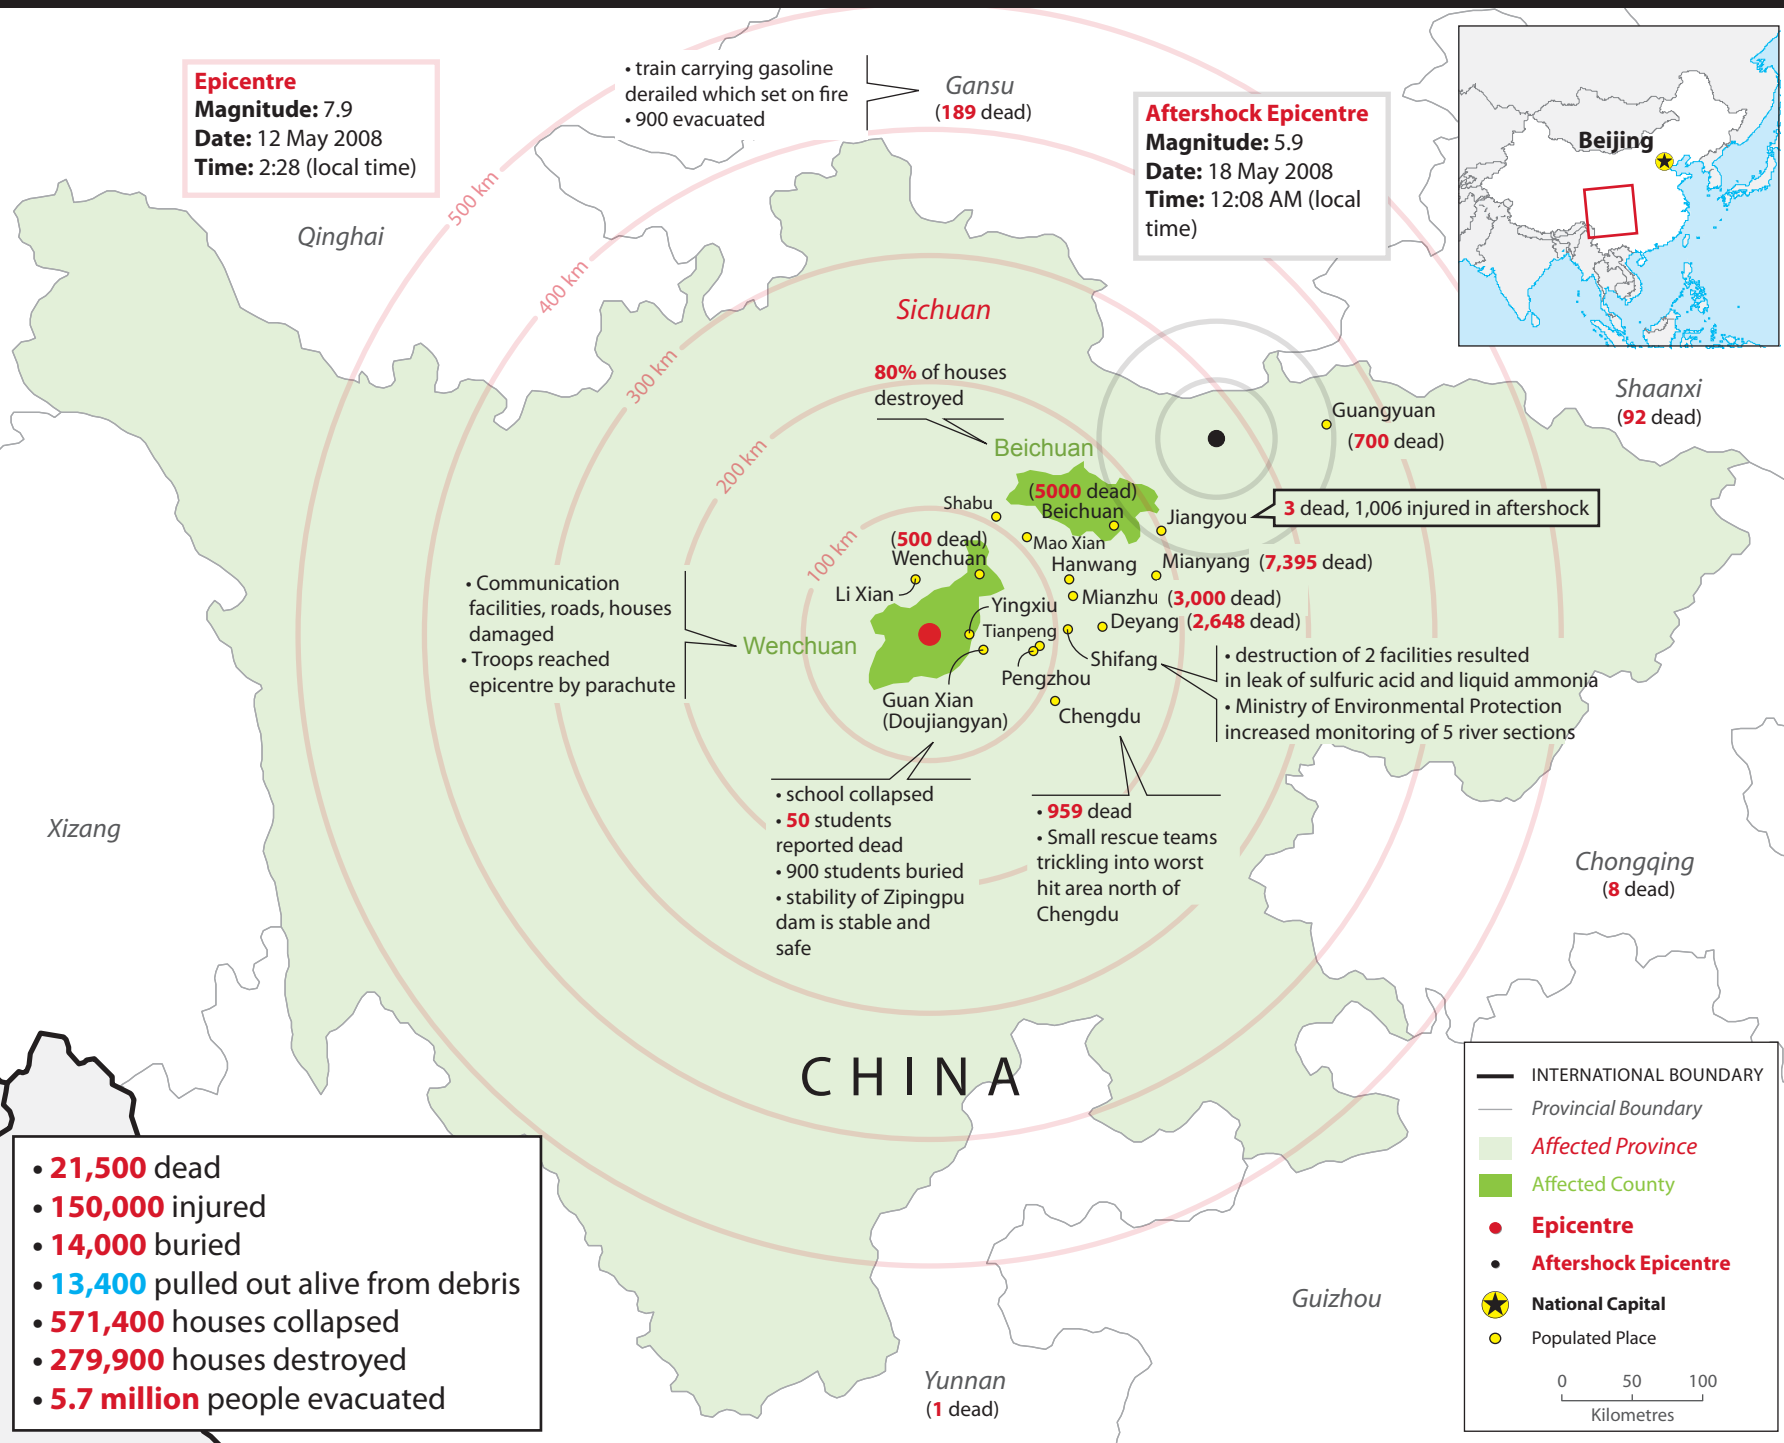 Epicentre
Magnitude: 7.9
Date: 12 May 2008
Time: 2:28 (local time)
• train carrying gasoline
derailed which set on fire
• 900 evacuated
Gansu
(189 dead)
Aftershock Epicentre
Magnitude: 5.9
Date: 18 May 2008
Time: 12:08 AM (local
time)
Beijing
500 km
400 km
300 km
200 km
100 km
Qinghai
Sichuan
80% of houses
destroyed
Beichuan
(5000 dead)
Beichuan
Shaanxi
(92 dead)
Guangyuan
(700 dead)
Shabu
Jiangyou
3 dead, 1,006 injured in aftershock
(500 dead)
Wenchuan
Mao Xian
Hanwang
Mianyang (7,395 dead)
Li Xian
Mianzhu (3,000 dead)
Yingxiu
Deyang (2,648 dead)
Tianpeng
• Communication
facilities, roads, houses
damaged
• Troops reached
epicentre by parachute
Wenchuan
Shifang
Pengzhou
• destruction of 2 facilities resulted
in leak of sulfuric acid and liquid ammonia
• Ministry of Environmental Protection
increased monitoring of 5 river sections
Guan Xian
(Doujiangyan)
Chengdu
• school collapsed
• 50 students
reported dead
• 900 students buried
• stability of Zipingpu
dam is stable and
safe
• 959 dead
• Small rescue teams
trickling into worst
hit area north of
Chengdu
Xizang
Chongqing
(8 dead)
CHINA
• 21,500 dead
• 150,000 injured
• 14,000 buried
• 13,400 pulled out alive from debris
• 571,400 houses collapsed
• 279,900 houses destroyed
• 5.7 million people evacuated
Guizhou
Yunnan
(1 dead)
INTERNATIONAL BOUNDARY
Provincial Boundary
Affected Province
Affected County
Epicentre
Aftershock Epicentre
National Capital
Populated Place
0 50 100
Kilometres